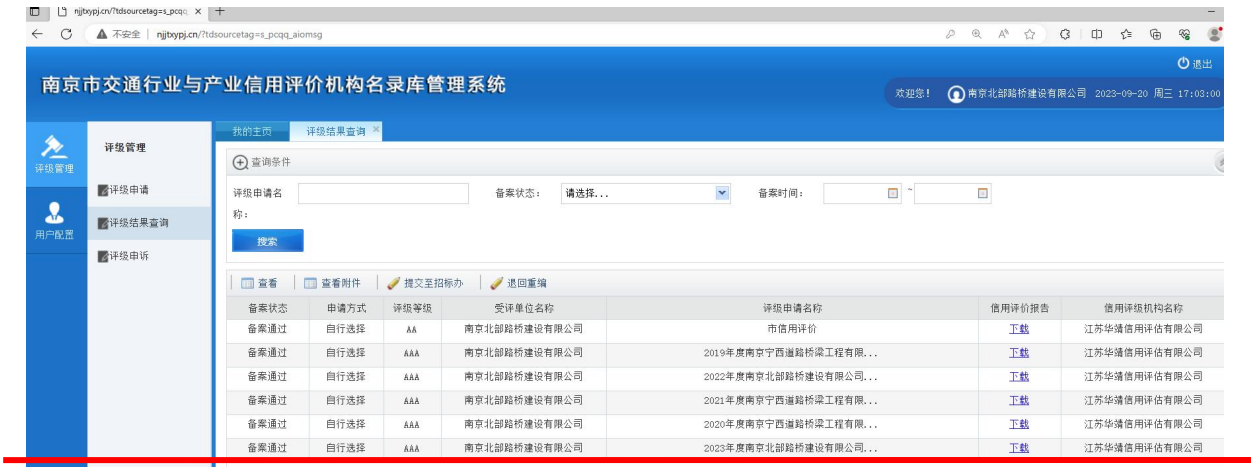 njjtxypj.cn/?tdsourcetag=s_pcqq_
不安全 njjtxypj.cn/?tdsourcetag=s_pcqq_aiomsg
退出
南京市交通行业与产业信用评价机构名录库管理系统
欢迎您! 南京北部路桥建设有限公司 2023-09-20 周三 17:03:00
我的主页 评级结果查询
评级管理
评级管理
查询条件
评级申请
评级申请名称: 备案状态: 请选择... 备案时间: ~
用户配置
评级结果查询
搜索
评级申诉
查看 查看附件 提交至招标办 退回重编
备案状态 申请方式 评级等级 受评单位名称 评级申请名称 信用评价报告 信用评级机构名称
备案通过 自行选择 AA 南京北部路桥建设有限公司 市信用评价 下载 江苏华靖信用评估有限公司
备案通过 自行选择 AAA 南京北部路桥建设有限公司 2019年度南京宁西道路桥梁工程有限... 下载 江苏华靖信用评估有限公司
备案通过 自行选择 AAA 南京北部路桥建设有限公司 2022年度南京北部路桥建设有限公司... 下载 江苏华靖信用评估有限公司
备案通过 自行选择 AAA 南京北部路桥建设有限公司 2021年度南京宁西道路桥梁工程有限... 下载 江苏华靖信用评估有限公司
备案通过 自行选择 AAA 南京北部路桥建设有限公司 2020年度南京宁西道路桥梁工程有限... 下载 江苏华靖信用评估有限公司
备案通过 自行选择 AAA 南京北部路桥建设有限公司 2023年度南京北部路桥建设有限公司... 下载 江苏华靖信用评估有限公司